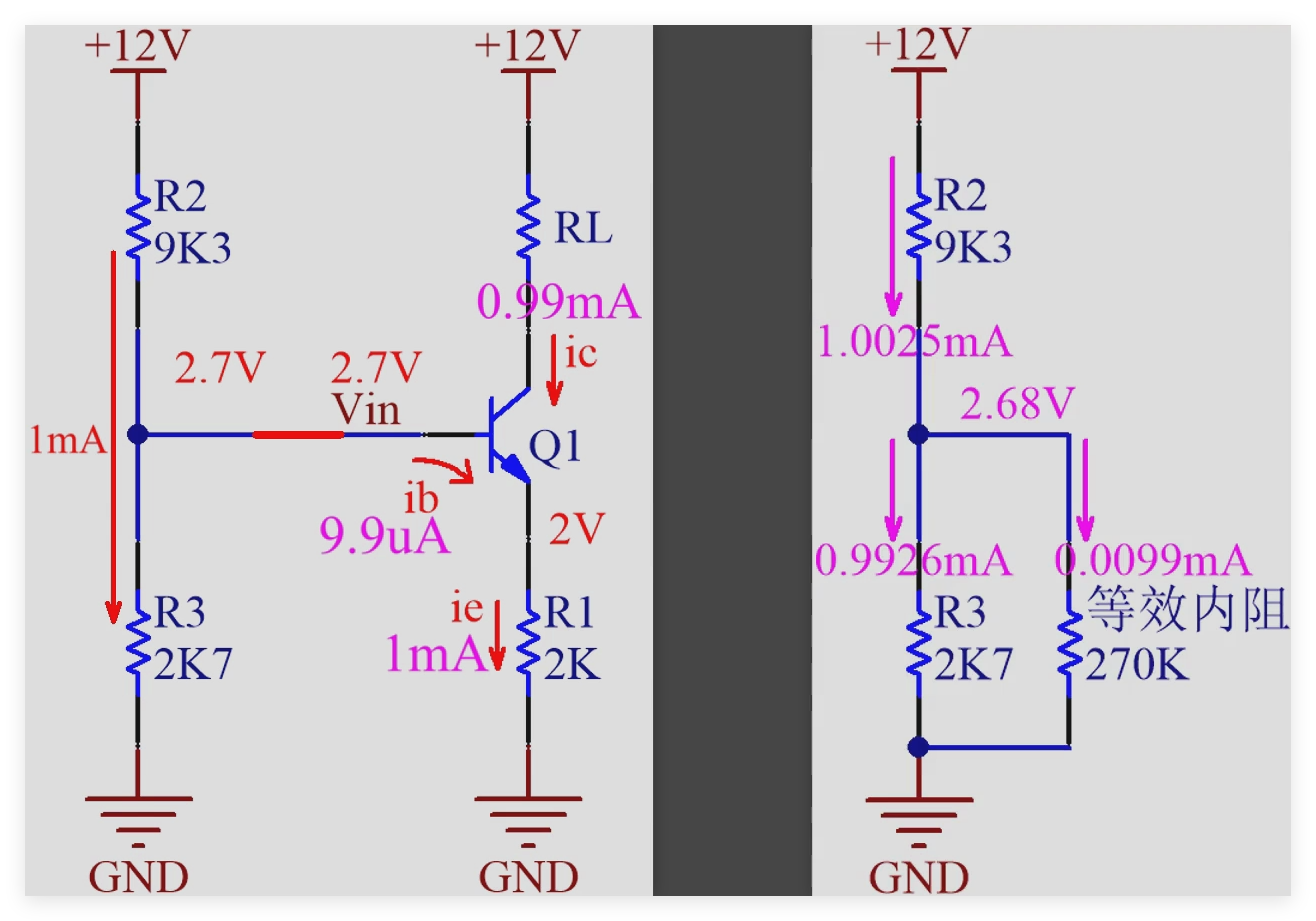 +12V
R2
9K3
1mA
2.7V
R3
2K7
GND
+12V
RL
0.99mA
ic
2.7V
Vin
Q1
ib
9.9uA
2V
ie
1mA
R1
2K
GND
+12V
R2
9K3
1.0025mA
2.68V
0.9926mA
0.0099mA
R3
2K7
等效内阻
270K
GND